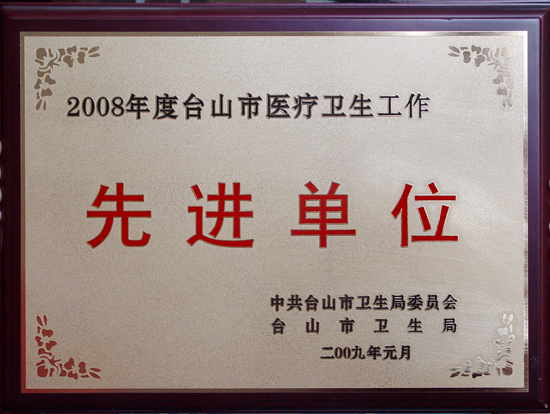 2008年度台山市医疗卫生工作
先进单位
中共台山市卫生局委员会
台山市卫生局
二00九年元月